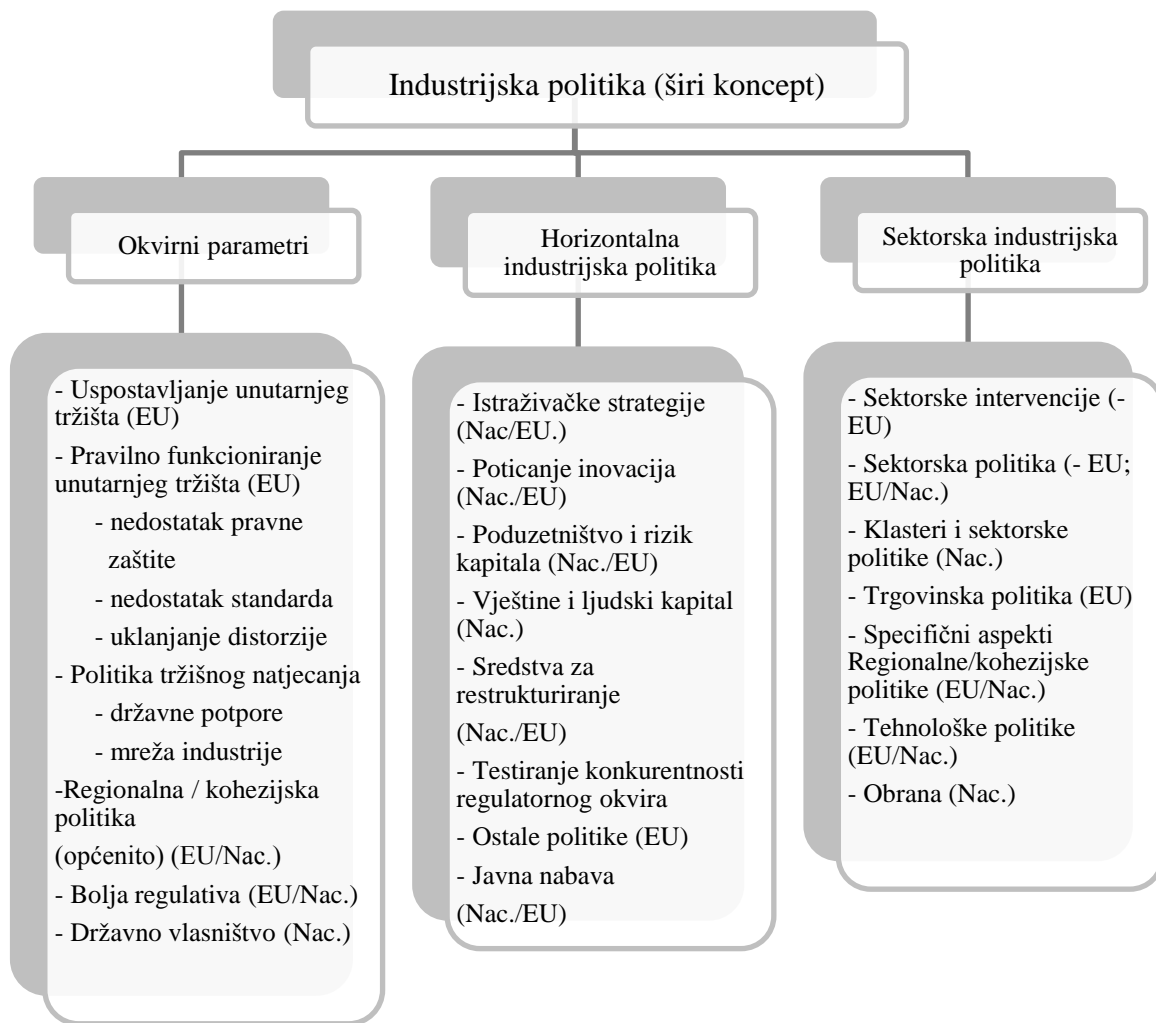 Industrijska politika (širi koncept)
Okvirni parametri
Horizontalna
industrijska politika
Sektorska industrijska
politika
- Uspostavljanje unutarnjeg
tržišta (EU)
- Pravilno funkcioniranje
unutarnjeg tržišta (EU)
- nedostatak pravne
zaštite
- nedostatak standarda
- uklanjanje distorzije
- Politika tržišnog natjecanja
- državne potpore
- mreža industrije
-Regionalna / kohezijska
politika
(općenito) (EU/Nac.)
- Bolja regulativa (EU/Nac.)
- Državno vlasništvo (Nac.)
- Istraživačke strategije
(Nac/EU.)
- Poticanje inovacija
(Nac./EU)
- Poduzetništvo i rizik
kapitala (Nac./EU)
- Vještine i ljudski kapital
(Nac.)
- Sredstva za
restrukturiranje
(Nac./EU)
- Testiranje konkurentnosti
regulatornog okvira
- Ostale politike (EU)
- Javna nabava
(Nac./EU)
- Sektorske intervencije (-
EU)
- Sektorska politika (- EU;
EU/Nac.)
- Klasteri i sektorske
politike (Nac.)
- Trgovinska politika (EU)
- Specifični aspekti
Regionalne/kohezijske
politike (EU/Nac.)
- Tehnološke politike
(EU/Nac.)
- Obrana (Nac.)